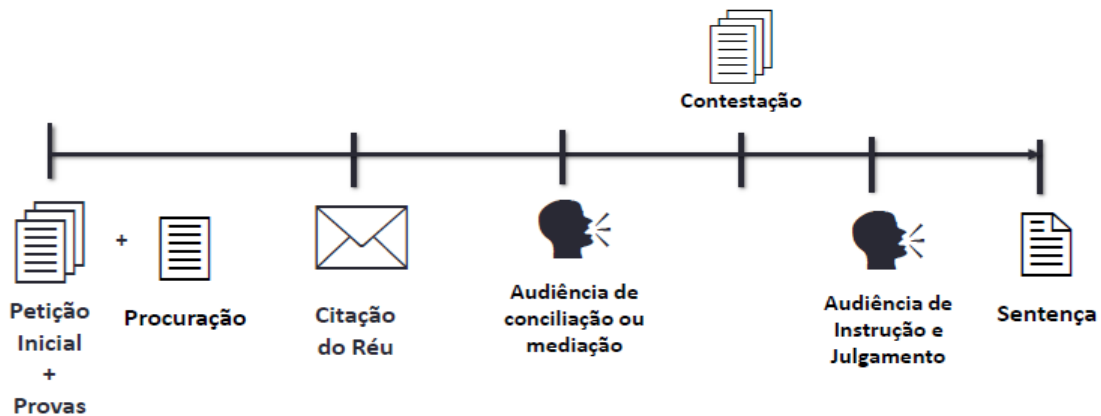 Contestação
Petição
Inicial
+
Provas
+
Procuração
Citação
do Réu
Audiência de
conciliação ou
mediação
Audiência de
Instrução e
Julgamento
Sentença